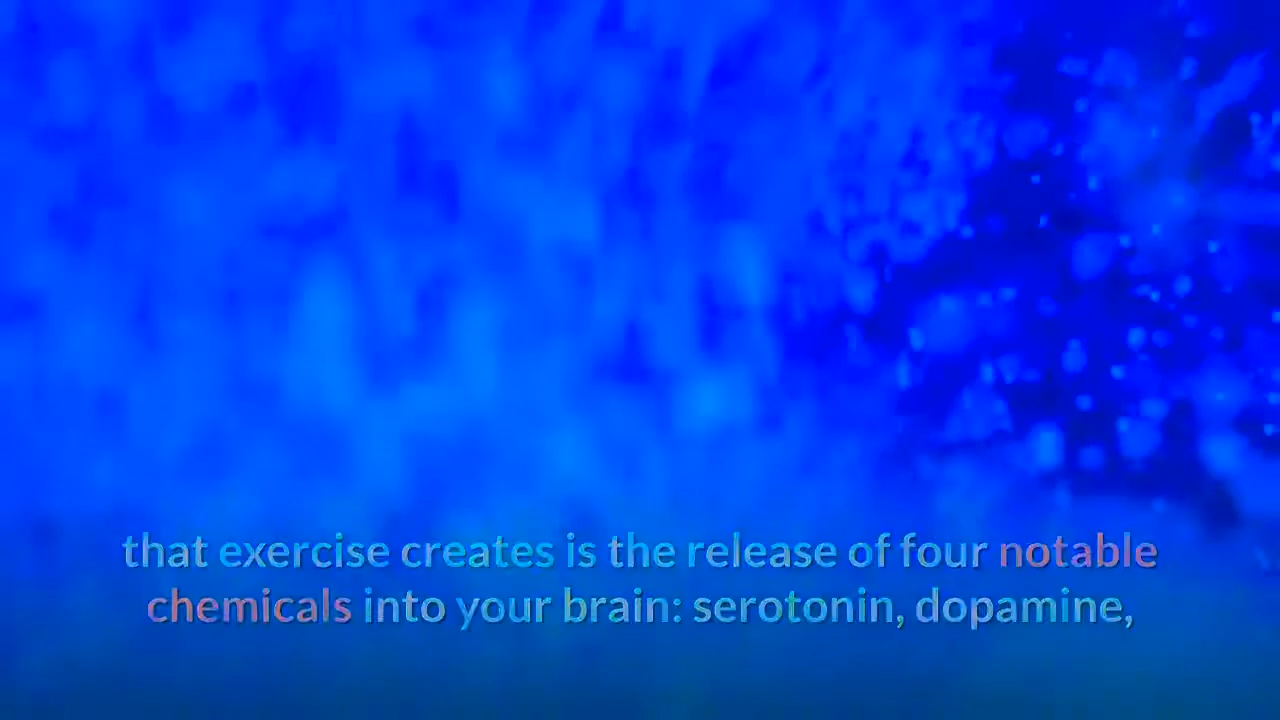 that exercise creates is the release of four notable
chemicals into your brain: serotonin, dopamine,